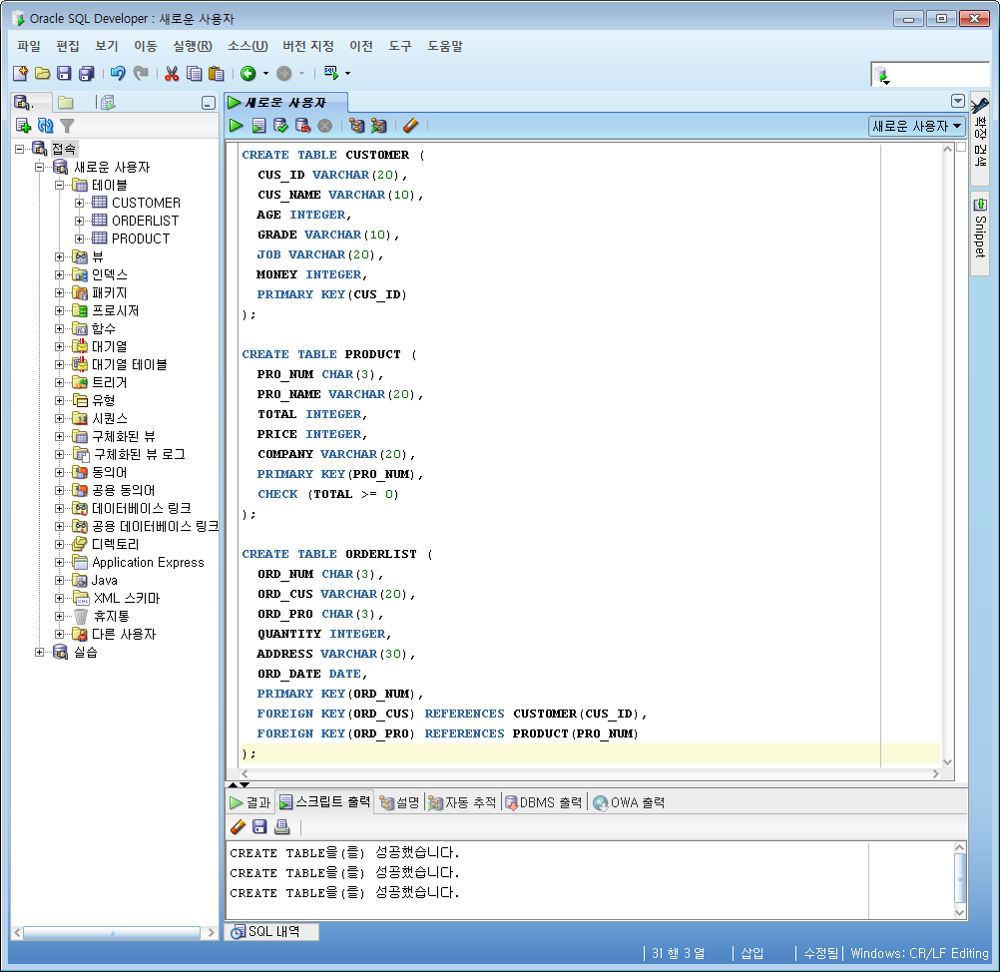 Oracle SQL Developer : 새로운 사용자
파일 편집 보기 이동 실행(R) 소스(U) 버전 지정 이전 도구 도움말
새로운 사용자
새로운 사용자
접속
새로운 사용자
테이블
CUSTOMER
ORDERLIST
PRODUCT
뷰
인덱스
패키지
프로시저
함수
대기열
대기열 테이블
트리거
유형
시퀀스
구체화된 뷰
구체화된 뷰 로그
동의어
공용 동의어
데이터베이스 링크
공용 데이터베이스 링크
디렉토리
Application Express
Java
XML 스키마
휴지통
다른 사용자
실습
CREATE TABLE CUSTOMER (
CUS_ID VARCHAR(20),
CUS_NAME VARCHAR(10),
AGE INTEGER,
GRADE VARCHAR(10),
JOB VARCHAR(20),
MONEY INTEGER,
PRIMARY KEY(CUS_ID)
);
CREATE TABLE PRODUCT (
PRO_NUM CHAR(3),
PRO_NAME VARCHAR(20),
TOTAL INTEGER,
PRICE INTEGER,
COMPANY VARCHAR(20),
PRIMARY KEY(PRO_NUM),
CHECK (TOTAL >= 0)
);
CREATE TABLE ORDERLIST (
ORD_NUM CHAR(3),
ORD_CUS VARCHAR(20),
ORD_PRO CHAR(3),
QUANTITY INTEGER,
ADDRESS VARCHAR(30),
ORD_DATE DATE,
PRIMARY KEY(ORD_NUM),
FOREIGN KEY(ORD_CUS) REFERENCES CUSTOMER(CUS_ID),
FOREIGN KEY(ORD_PRO) REFERENCES PRODUCT(PRO_NUM)
);
확장 검색
Snippet
결과 스크립트 출력 설명 자동 추적 DBMS 출력 OWA 출력
CREATE TABLE을(를) 성공했습니다.
CREATE TABLE을(를) 성공했습니다.
CREATE TABLE을(를) 성공했습니다.
SQL 내역
31 행 3 열 삽입 수정됨 Windows: CR/LF Editing